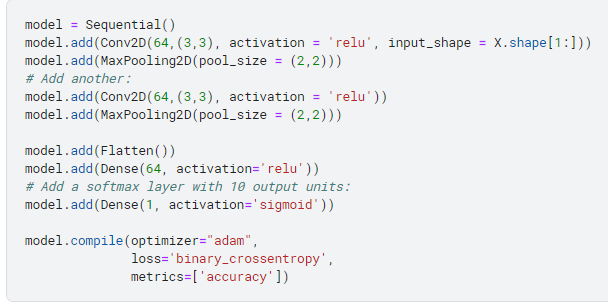 model = Sequential()
model.add(Conv2D(64,(3,3), activation = 'relu', input_shape = X.shape[1:]))
model.add(MaxPooling2D(pool_size = (2,2)))
# Add another:
model.add(Conv2D(64,(3,3), activation = 'relu'))
model.add(MaxPooling2D(pool_size = (2,2)))

model.add(Flatten())
model.add(Dense(64, activation='relu'))
# Add a softmax layer with 10 output units:
model.add(Dense(1, activation='sigmoid'))

model.compile(optimizer="adam",
              loss='binary_crossentropy',
              metrics=['accuracy'])